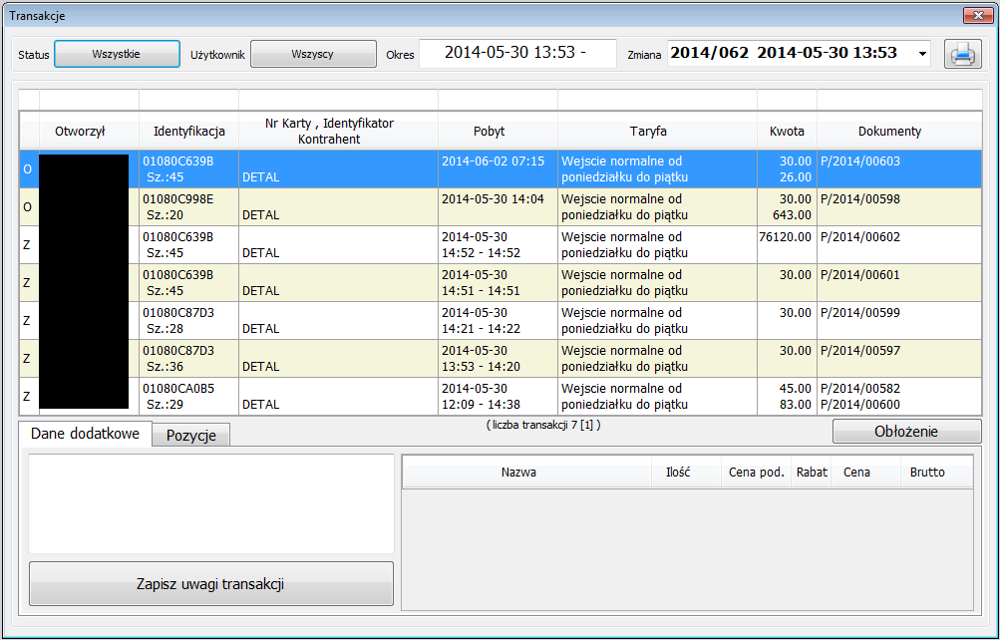 Transakcje
Status Wszystkie Użytkownik Wszyscy Okres 2014-05-30 13:53 - Zmiana 2014/062 2014-05-30 13:53
Otworzył Identyfikacja Nr Karty , Identyfikator Kontrahent Pobyt Taryfa Kwota Dokumenty
O 01080C639B 2014-06-02 07:15 Wejscie normalne od 30.00 P/2014/00603
Sz.:45 DETAL poniedziałku do piątku 26.00
O 01080C998E 2014-05-30 14:04 Wejscie normalne od 30.00 P/2014/00598
Sz.:20 DETAL poniedziałku do piątku 643.00
Z 01080C639B 2014-05-30 Wejscie normalne od 76120.00 P/2014/00602
Sz.:45 DETAL 14:52 - 14:52 poniedziałku do piątku
Z 01080C639B 2014-05-30 Wejscie normalne od 30.00 P/2014/00601
Sz.:45 DETAL 14:51 - 14:51 poniedziałku do piątku
Z 01080C87D3 2014-05-30 Wejscie normalne od 30.00 P/2014/00599
Sz.:28 DETAL 14:21 - 14:22 poniedziałku do piątku
Z 01080C87D3 2014-05-30 Wejscie normalne od 30.00 P/2014/00597
Sz.:36 DETAL 13:53 - 14:20 poniedziałku do piątku
Z 01080CA0B5 2014-05-30 Wejscie normalne od 45.00 P/2014/00582
Sz.:29 DETAL 12:09 - 14:38 poniedziałku do piątku 83.00 P/2014/00600
( liczba transakcji 7 [1] )
Dane dodatkowe Pozycje Obłożenie
Nazwa Ilość Cena pod. Rabat Cena Brutto
Zapisz uwagi transakcji